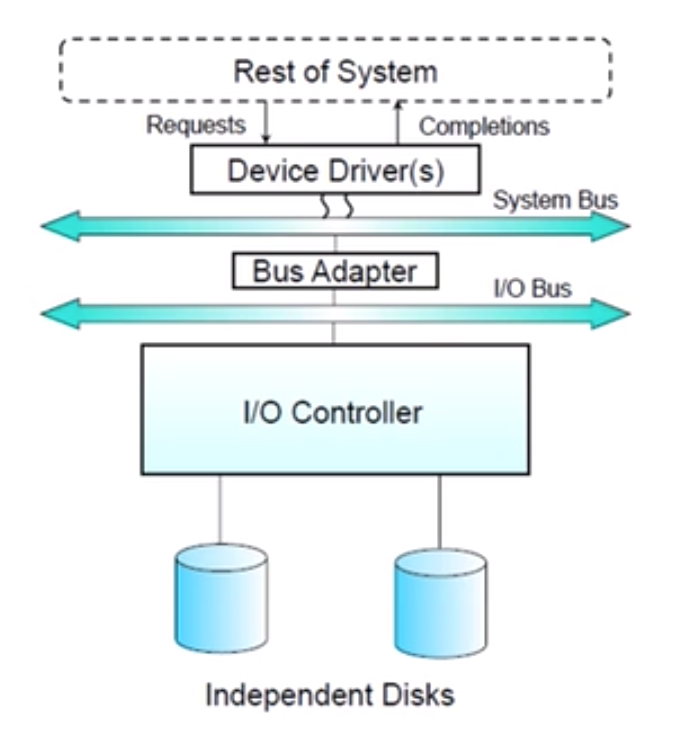 Rest of System
Requests
Completions
Device Driver(s)
System Bus
Bus Adapter
I/O Bus
I/O Controller
Independent Disks